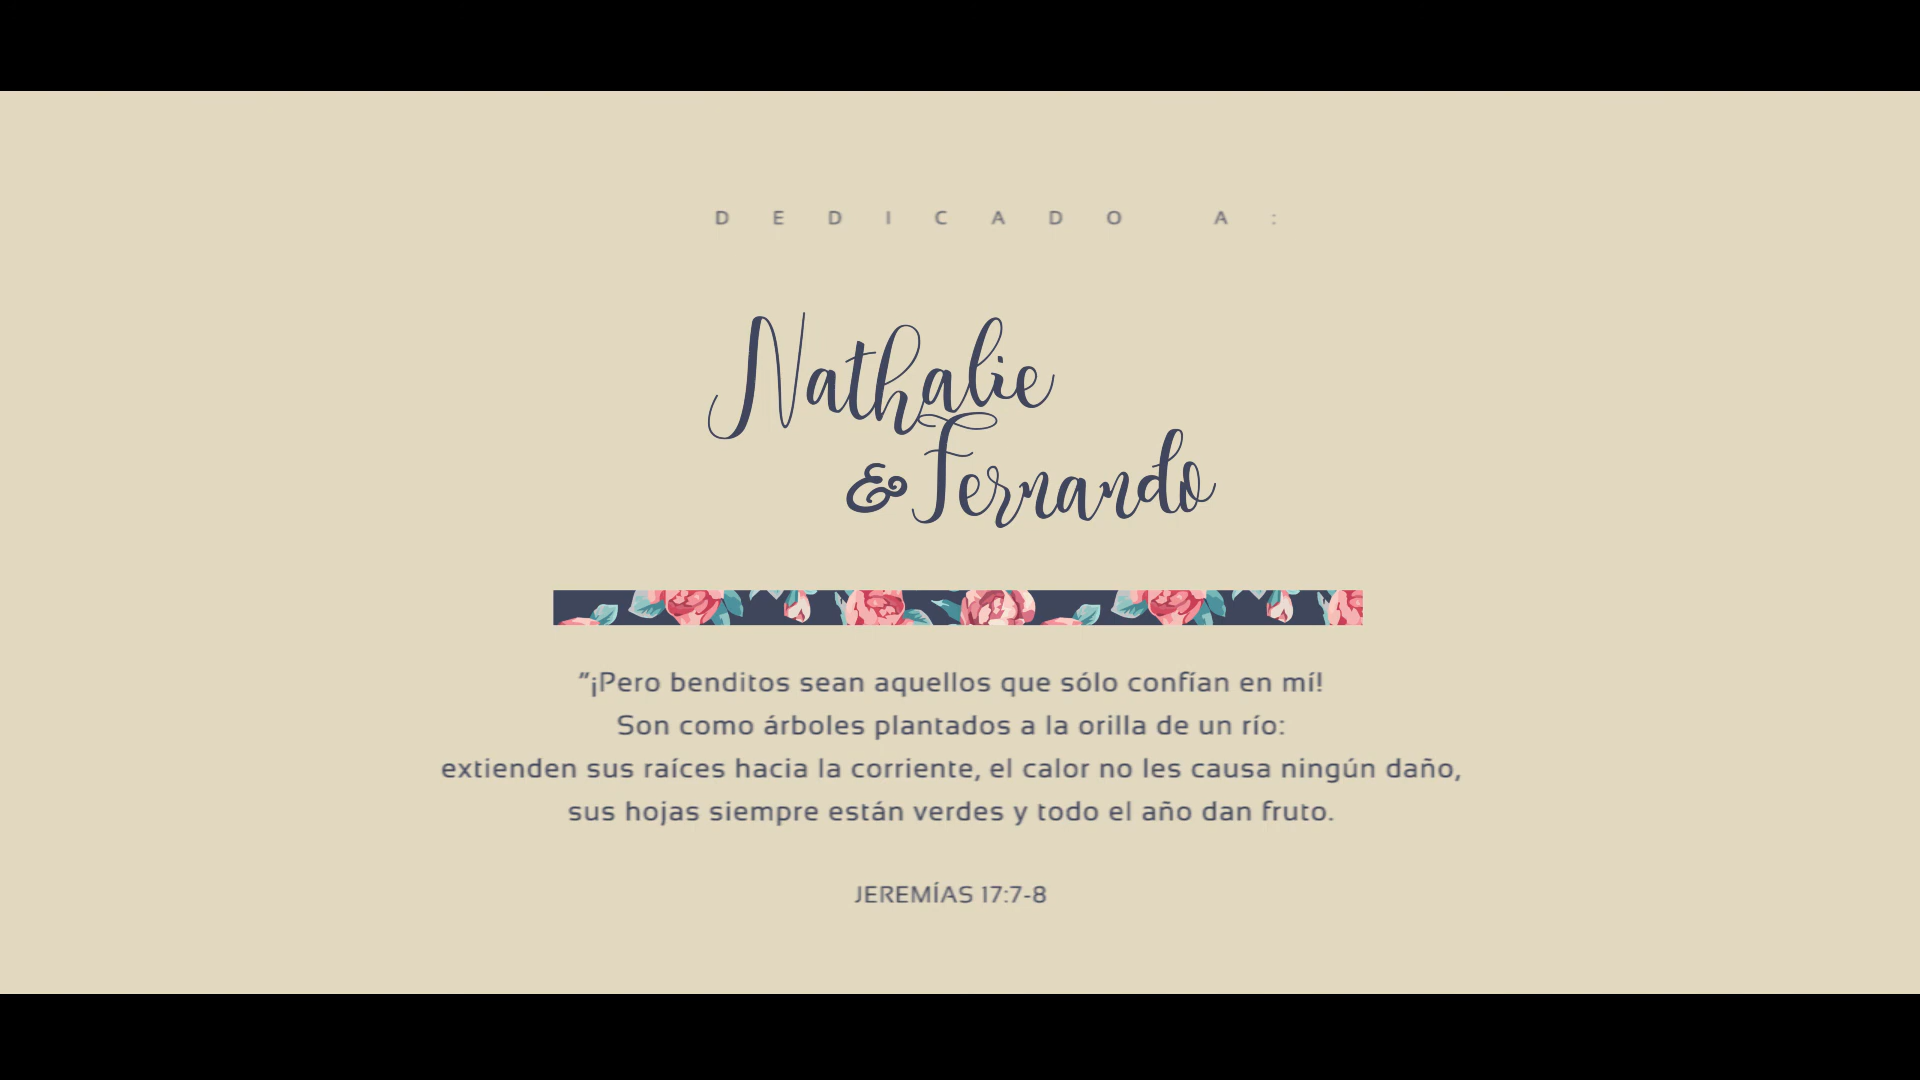 DEDICADO A:
Nathalie
& Fernando
"¡Pero benditos sean aquellos que sólo confían en mí!
Son como árboles plantados a la orilla de un río:
extienden sus raíces hacia la corriente, el calor no les causa ningún daño,
sus hojas siempre están verdes y todo el año dan fruto.
JEREMÍAS 17:7-8